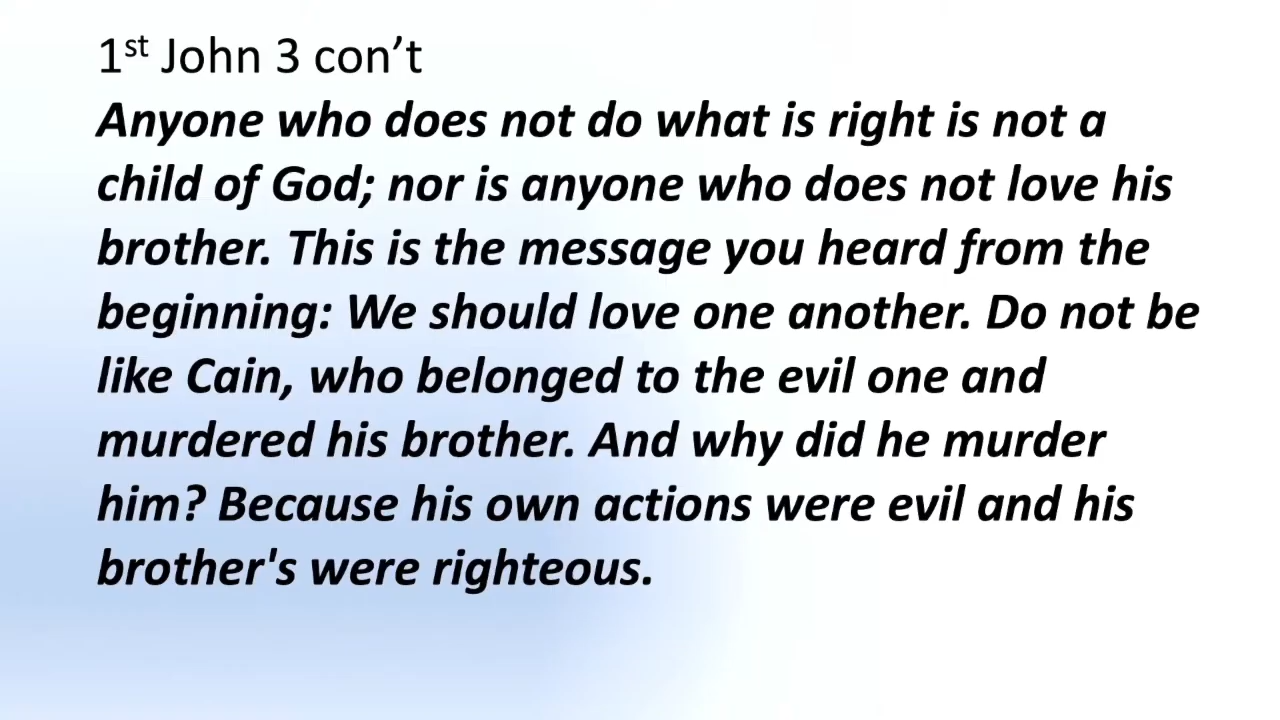 1st John 3 con’t
Anyone who does not do what is right is not a
child of God; nor is anyone who does not love his
brother. This is the message you heard from the
beginning: We should love one another. Do not be
like Cain, who belonged to the evil one and
murdered his brother. And why did he murder
him? Because his own actions were evil and his
brother's were righteous.